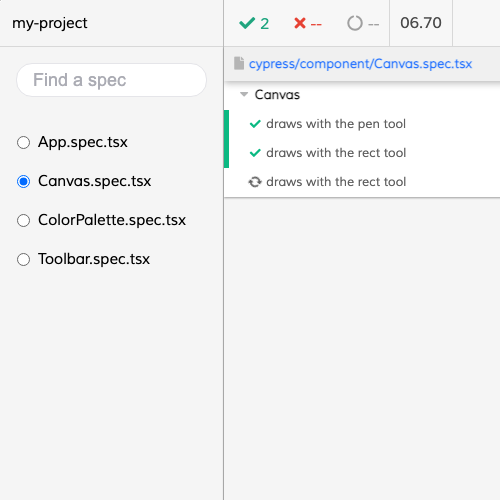 my-project
2 -- -- 06.70
Find a spec
cypress/component/Canvas.spec.tsx
Canvas
draws with the pen tool
draws with the rect tool
draws with the rect tool
App.spec.tsx
Canvas.spec.tsx
ColorPalette.spec.tsx
Toolbar.spec.tsx